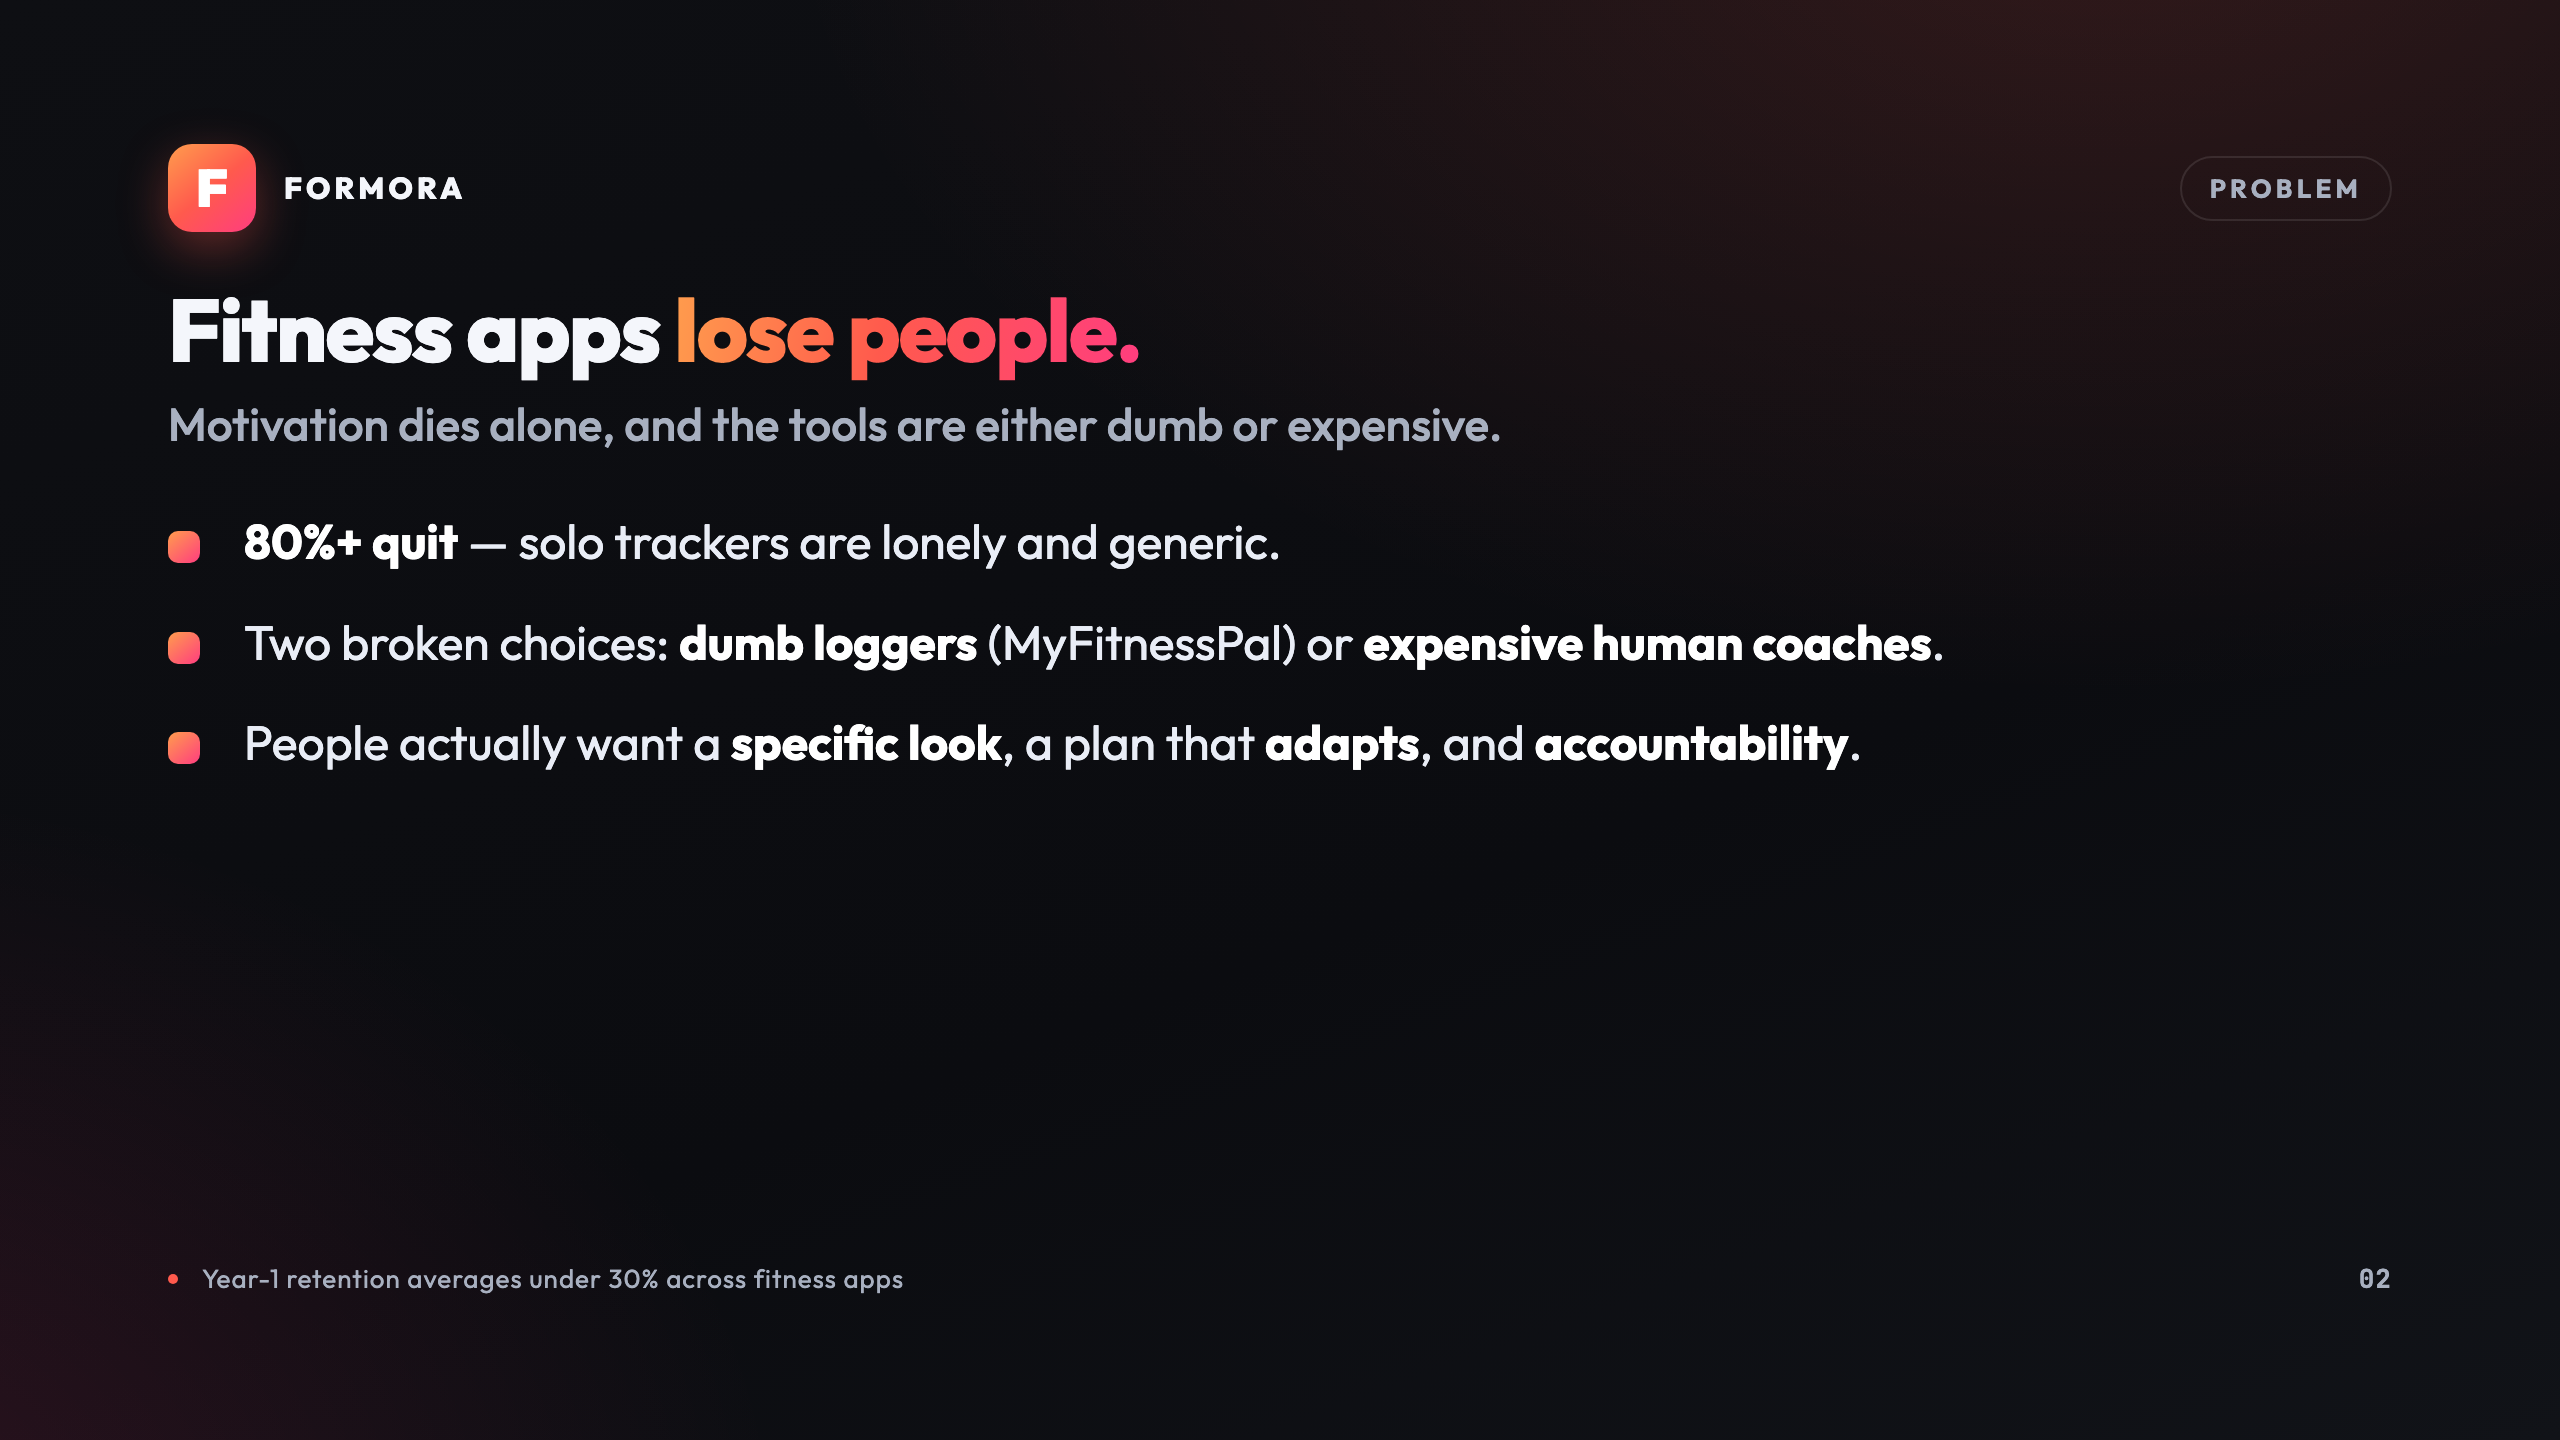 F FORMORA
PROBLEM
Fitness apps lose people.
Motivation dies alone, and the tools are either dumb or expensive.
80%+ quit — solo trackers are lonely and generic.
Two broken choices: dumb loggers (MyFitnessPal) or expensive human coaches.
People actually want a specific look, a plan that adapts, and accountability.
Year-1 retention averages under 30% across fitness apps
02